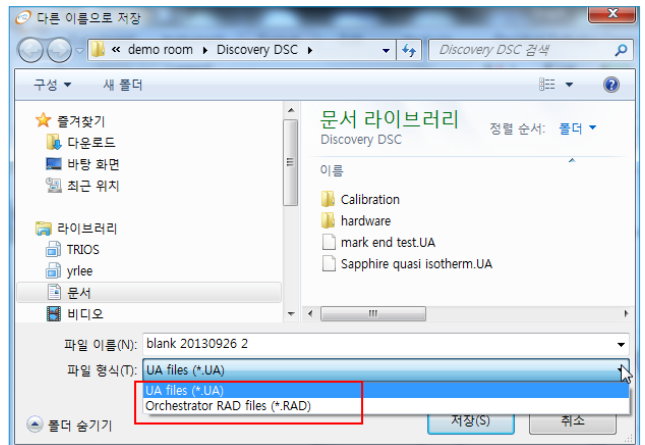 다른 이름으로 저장
« demo room ▸ Discovery DSC ▸
Discovery DSC 검색
구성 ▼ 새 폴더
즐겨찾기
다운로드
바탕 화면
최근 위치
라이브러리
TRIOS
yrlee
문서
비디오
문서 라이브러리
Discovery DSC
정렬 순서: 폴더 ▼
이름
Calibration
hardware
mark end test.UA
Sapphire quasi isotherm.UA
파일 이름(N): blank 20130926 2
파일 형식(T): UA files (*.UA)
UA files (*.UA)
Orchestrator RAD files (*.RAD)
폴더 숨기기
저장(S)
취소